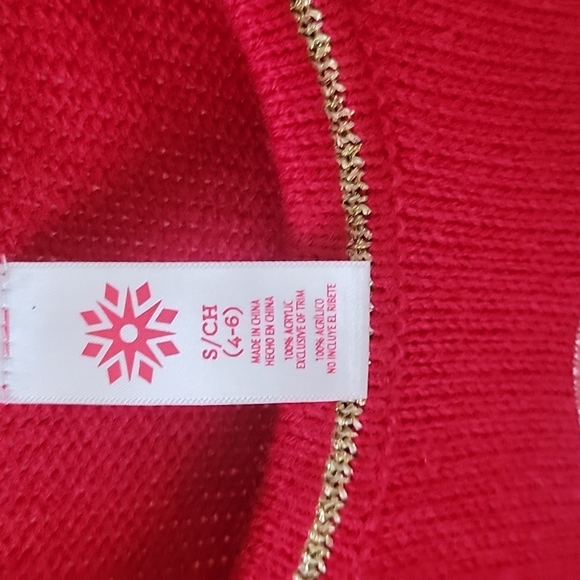 S/CH
(4-6)
MADE IN CHINA
HECHO EN CHINA
100% ACRYLIC
EXCLUSIVE OF TRIM
100% ACRÍLICO
NO INCLUYE EL RIBETE